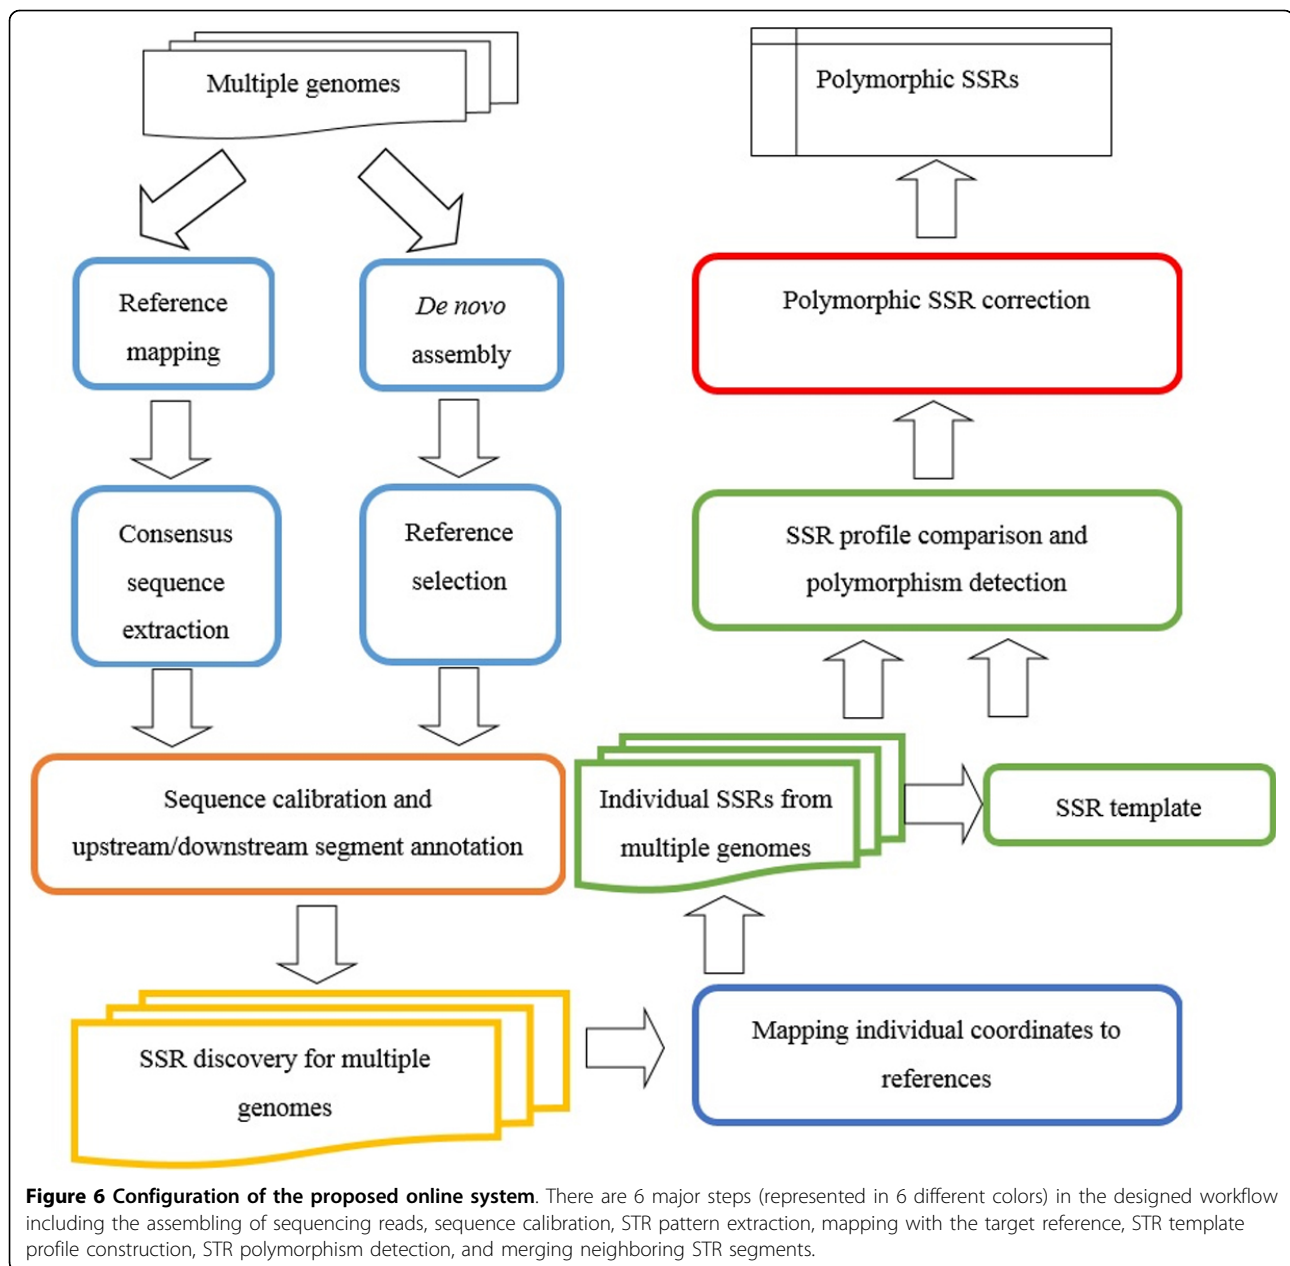 Multiple genomes
Reference
mapping
De novo
assembly
Consensus
sequence
extraction
Reference
selection
Sequence calibration and
upstream/downstream segment annotation
SSR discovery for multiple
genomes
Mapping individual coordinates to
references
Individual SSRs from
multiple genomes
SSR template
SSR profile comparison and
polymorphism detection
Polymorphic SSR correction
Polymorphic SSRs
Figure 6 Configuration of the proposed online system. There are 6 major steps (represented in 6 different colors) in the designed workflow
including the assembling of sequencing reads, sequence calibration, STR pattern extraction, mapping with the target reference, STR template
profile construction, STR polymorphism detection, and merging neighboring STR segments.